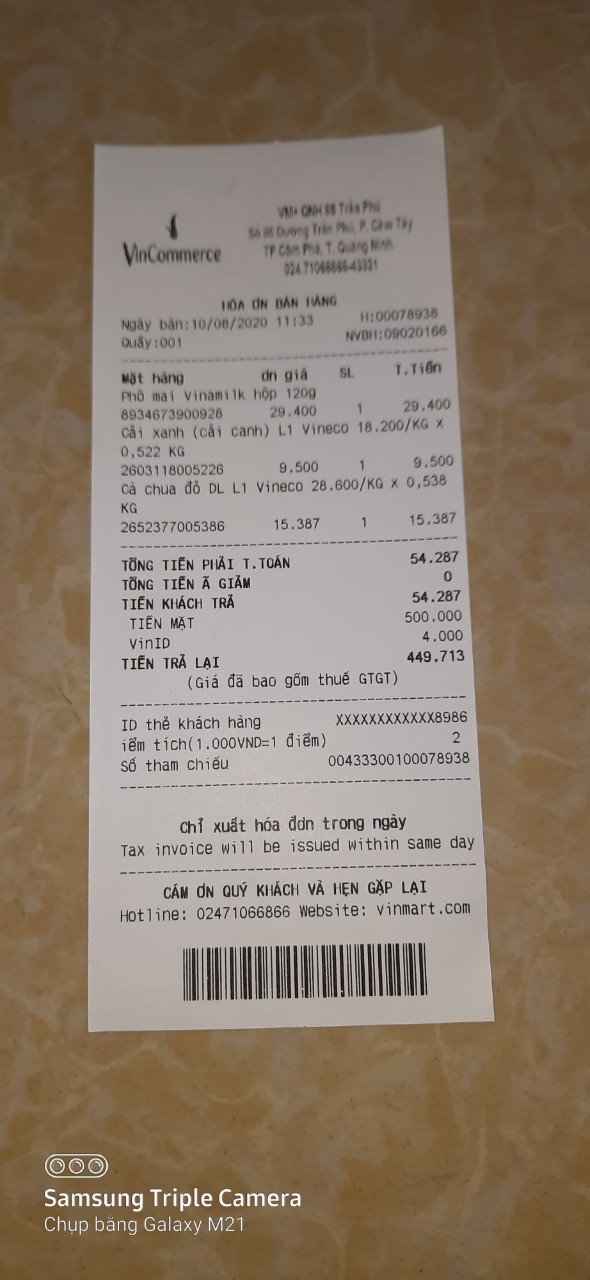 VinCommerce
VM+ QNH 86 Trần Phú
Số 86 Đường Trần Phú, P. Cẩm Tây
TP Cẩm Phả, T. Quảng Ninh
024.71066866-43331
HÓA ƠN BÁN HÀNG
Ngày bán:10/08/2020 11:33 H:00078938
Quầy:001 NVBH:09020166
Mặt hàng ơn giá SL T.Tiền
Phô mai Vinamilk hộp 120g
8934673900928 29.400 1 29.400
Cải xanh (cải canh) L1 Vineco 18.200/KG X
0,522 KG
2603118005226 9.500 1 9.500
Cà chua đỏ DL L1 Vineco 28.600/KG X 0,538
KG
2652377005386 15.387 1 15.387
TỔNG TIỀN PHẢI T.TOÁN 54.287
TỔNG TIỀN Ã GIẢM 0
TIỀN KHÁCH TRẢ 54.287
TIỀN MẶT 500.000
VinID 4.000
TIỀN TRẢ LẠI 449.713
(Giá đã bao gồm thuế GTGT)
ID thẻ khách hàng XXXXXXXXXXXX8986
iểm tích(1.000VND=1 điểm) 2
Số tham chiếu 00433300100078938
Chỉ xuất hóa đơn trong ngày
Tax invoice will be issued within same day
CÁM ƠN QUÝ KHÁCH VÀ HẸN GẶP LẠI
Hotline: 02471066866 Website: vinmart.com
Samsung Triple Camera
Chụp bằng Galaxy M21